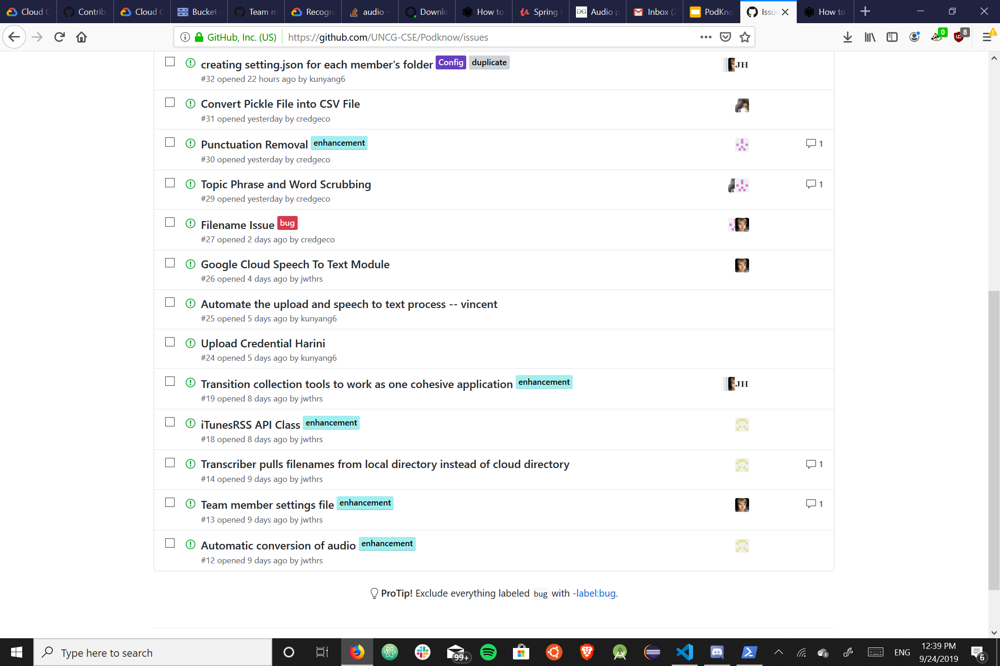 Cloud
Contrib
Cloud
Bucket
Team m
Recogni
audio -
Downlo
How to
Spring
Audio p
Inbox (2
PodKno
Issu
How to
GitHub, Inc. (US)
https://github.com/UNCG-CSE/Podknow/issues
0
8
creating setting.json for each member's folder Config duplicate
JH
#32 opened 22 hours ago by kunyang6
Convert Pickle File into CSV File
#31 opened yesterday by credgeco
Punctuation Removal enhancement
1
#30 opened yesterday by credgeco
Topic Phrase and Word Scrubbing
1
#29 opened yesterday by credgeco
Filename Issue bug
#27 opened 2 days ago by credgeco
Google Cloud Speech To Text Module
#26 opened 4 days ago by jwthrs
Automate the upload and speech to text process -- vincent
#25 opened 5 days ago by kunyang6
Upload Credential Harini
#24 opened 5 days ago by kunyang6
Transition collection tools to work as one cohesive application enhancement
JH
#19 opened 8 days ago by jwthrs
iTunesRSS API Class enhancement
#18 opened 8 days ago by jwthrs
Transcriber pulls filenames from local directory instead of cloud directory
1
#14 opened 9 days ago by jwthrs
Team member settings file enhancement
1
#13 opened 9 days ago by jwthrs
Automatic conversion of audio enhancement
#12 opened 9 days ago by jwthrs
ProTip! Exclude everything labeled bug with -label:bug.
Type here to search
99+
ENG
12:39 PM
9/24/2019
6